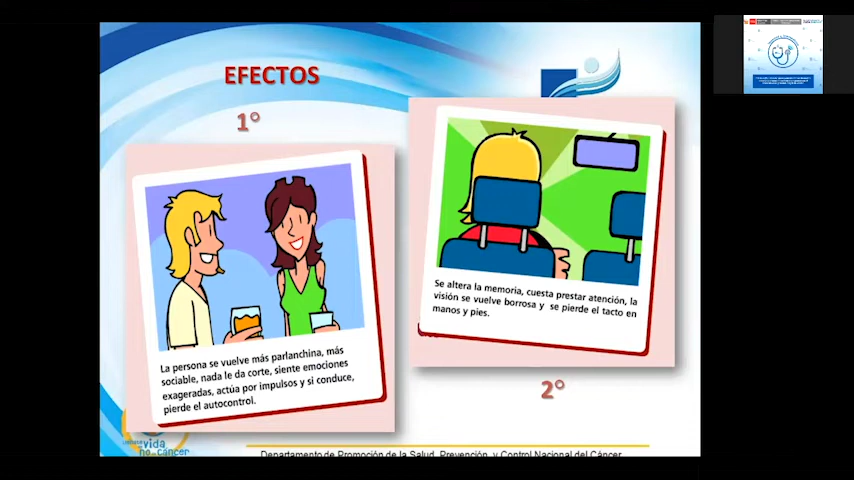 EFECTOS
1°
La persona se vuelve más parlanchina, más
sociable, nada le da corte, siente emociones
exageradas, actúa por impulsos y si conduce,
pierde el autocontrol.
Se altera la memoria, cuesta prestar atención, la
visión se vuelve borrosa y se pierde el tacto en
manos y pies.
2°
vida
no al cáncer
Departamento de Promoción de la Salud, Prevención y Control Nacional del Cáncer